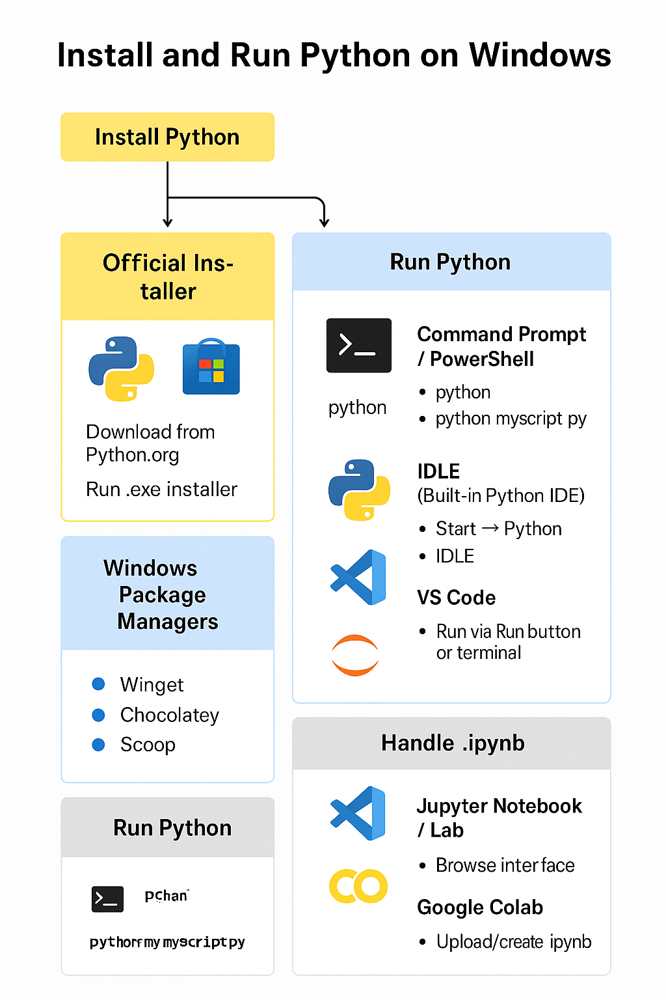 Install and Run Python on Windows
Install Python
Official Ins-
taller
Download from
Python.org
Run .exe installer
Windows
Package
Managers
Winget
Chocolatey
Scoop
Run Python
pythorrmy myscriptpy
Run Python
python
Command Prompt
/ PowerShell
• python
• python myscript py
IDLE
(Built-in Python IDE)
• Start → Python
• IDLE
VS Code
• Run via Run button
or terminal
Handle .ipynb
Jupyter Notebook
/ Lab
• Browse interface
Google Colab
• Upload/create ipynb